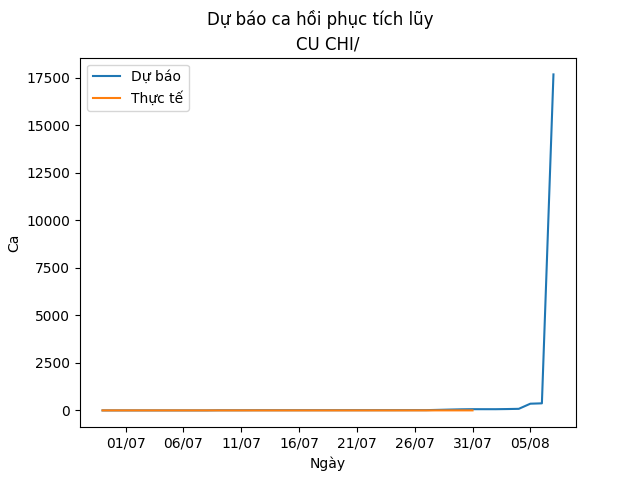 Dự báo ca hồi phục tích lũy
CU CHI/
Dự báo
Thực tế
17500
15000
12500
10000
7500
5000
2500
0
Ca
01/07 06/07 11/07 16/07 21/07 26/07 31/07 05/08
Ngày